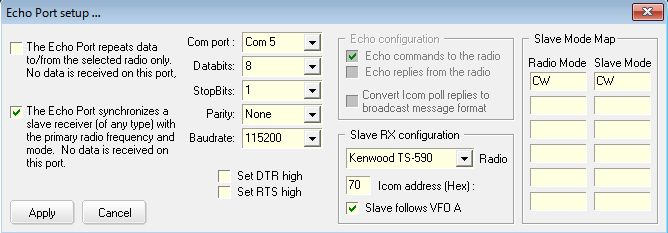 Echo Port setup ...
The Echo Port repeats data
to/from the selected radio only.
No data is received on this port,
The Echo Port synchronizes a
slave receiver (of any type) with
the primary radio frequency and
mode. No data is received on
this port.
Apply
Cancel
Com port : Com 5
Databits: 8
StopBits: 1
Parity: None
Baudrate: 115200
Set DTR high
Set RTS high
Echo configuration
Echo commands to the radio
Echo replies from the radio
Convert Icom poll replies to
broadcast message format
Slave RX configuration
Kenwood TS-590 Radio
70 Icom address (Hex) :
Slave follows VFO A
Slave Mode Map
Radio Mode Slave Mode
CW CW